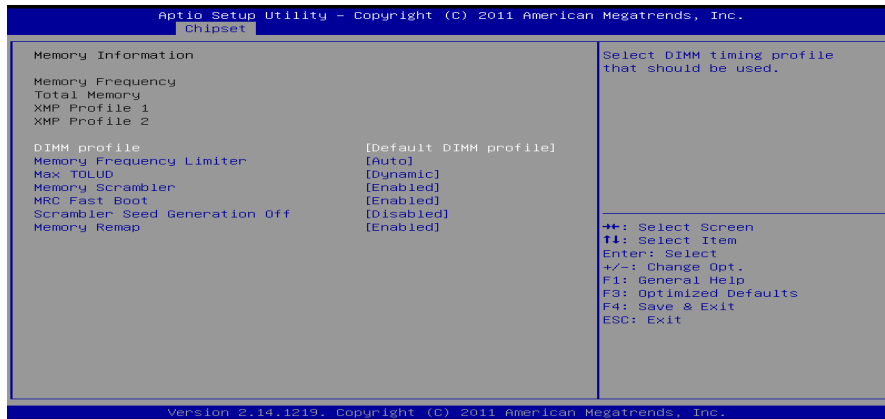 Aptio Setup Utility – Copyright (C) 2011 American Megatrends, Inc.
Chipset
Memory Information
Memory Frequency
Total Memory
XMP Profile 1
XMP Profile 2
DIMM profile [Default DIMM profile]
Memory Frequency Limiter [Auto]
Max TOLUD [Dynamic]
Memory Scrambler [Enabled]
MRC Fast Boot [Enabled]
Scrambler Seed Generation Off [Disabled]
Memory Remap [Enabled]
Select DIMM timing profile
that should be used.
→←: Select Screen
↑↓: Select Item
Enter: Select
+/-: Change Opt.
F1: General Help
F3: Optimized Defaults
F4: Save & Exit
ESC: Exit
Version 2.14.1219. Copyright (C) 2011 American Megatrends, Inc.